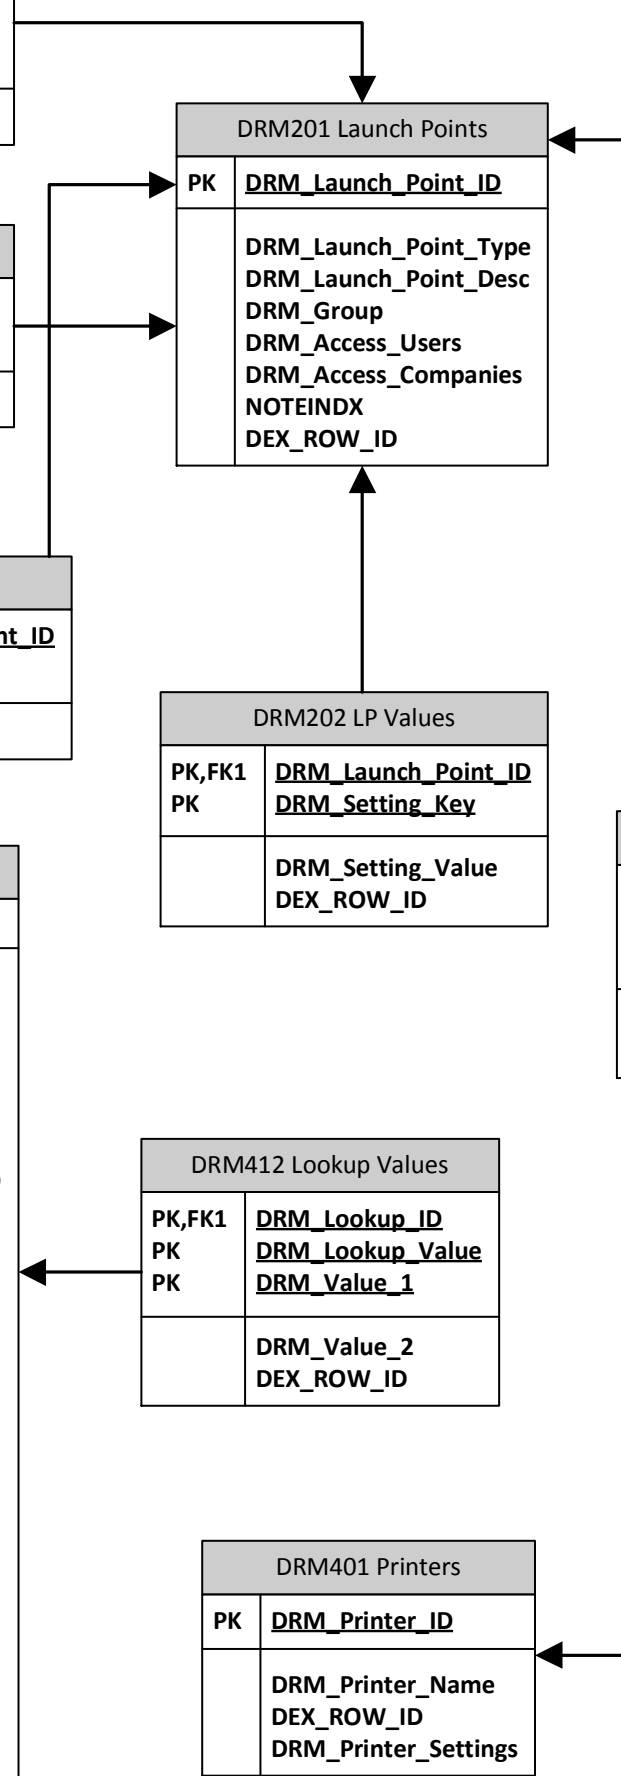 DRM201 Launch Points
PK DRM_Launch_Point_ID
DRM_Launch_Point_Type
DRM_Launch_Point_Desc
DRM_Group
DRM_Access_Users
DRM_Access_Companies
NOTEINDX
DEX_ROW_ID
nt_ID
DRM202 LP Values
PK,FK1 DRM_Launch_Point_ID
PK DRM_Setting_Key
DRM_Setting_Value
DEX_ROW_ID
DRM412 Lookup Values
PK,FK1 DRM_Lookup_ID
PK DRM_Lookup_Value
PK DRM_Value_1
DRM_Value_2
DEX_ROW_ID
DRM401 Printers
PK DRM_Printer_ID
DRM_Printer_Name
DEX_ROW_ID
DRM_Printer_Settings